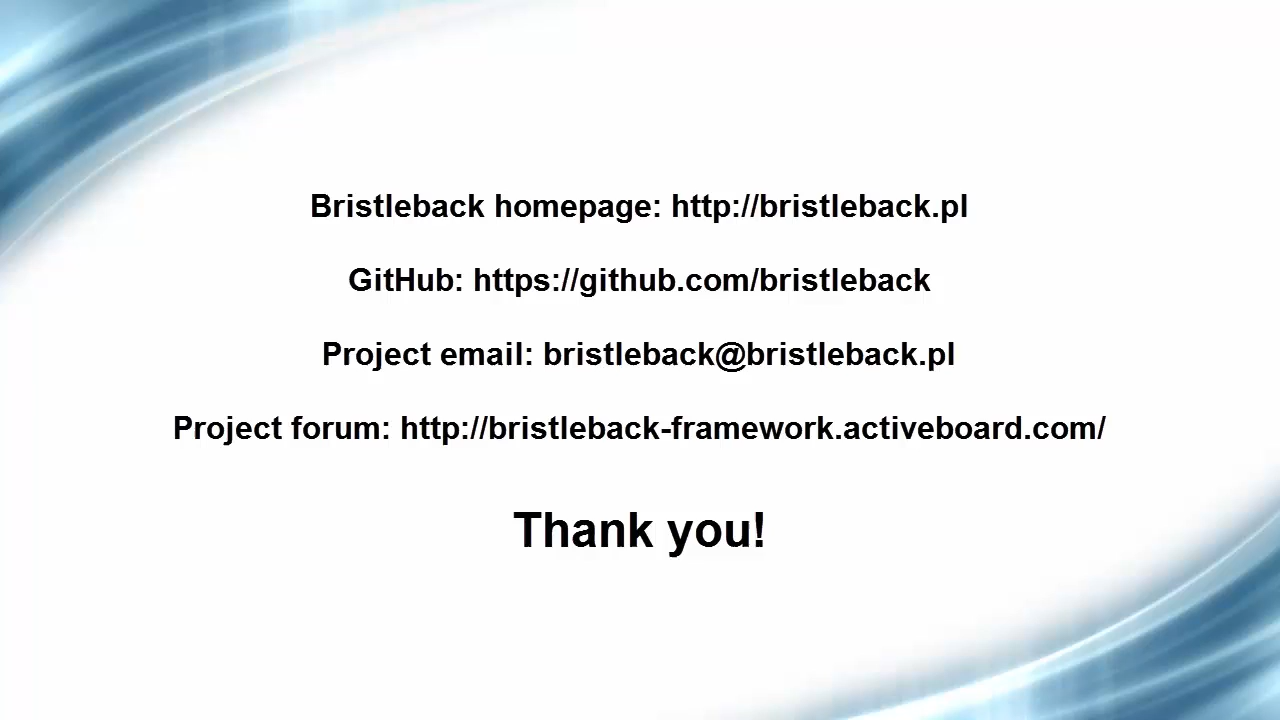 Bristleback homepage: http://bristleback.pl
GitHub: https://github.com/bristleback
Project email: bristleback@bristleback.pl
Project forum: http://bristleback-framework.activeboard.com/
Thank you!